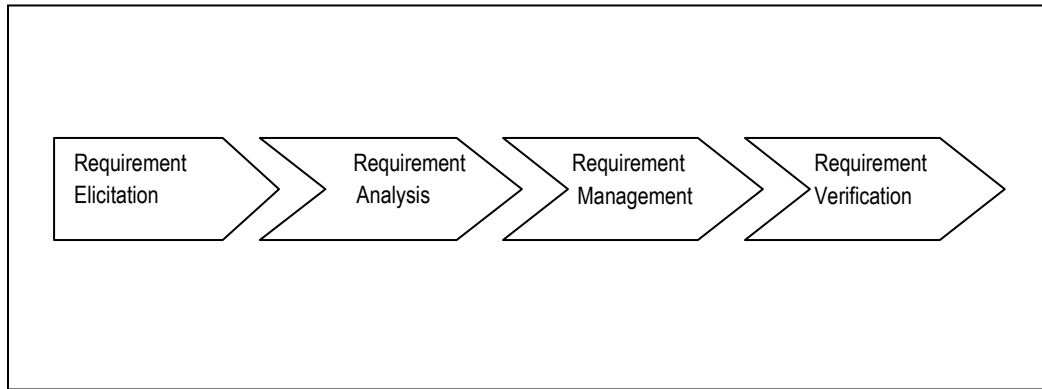 Requirement
Elicitation
Requirement
Analysis
Requirement
Management
Requirement
Verification